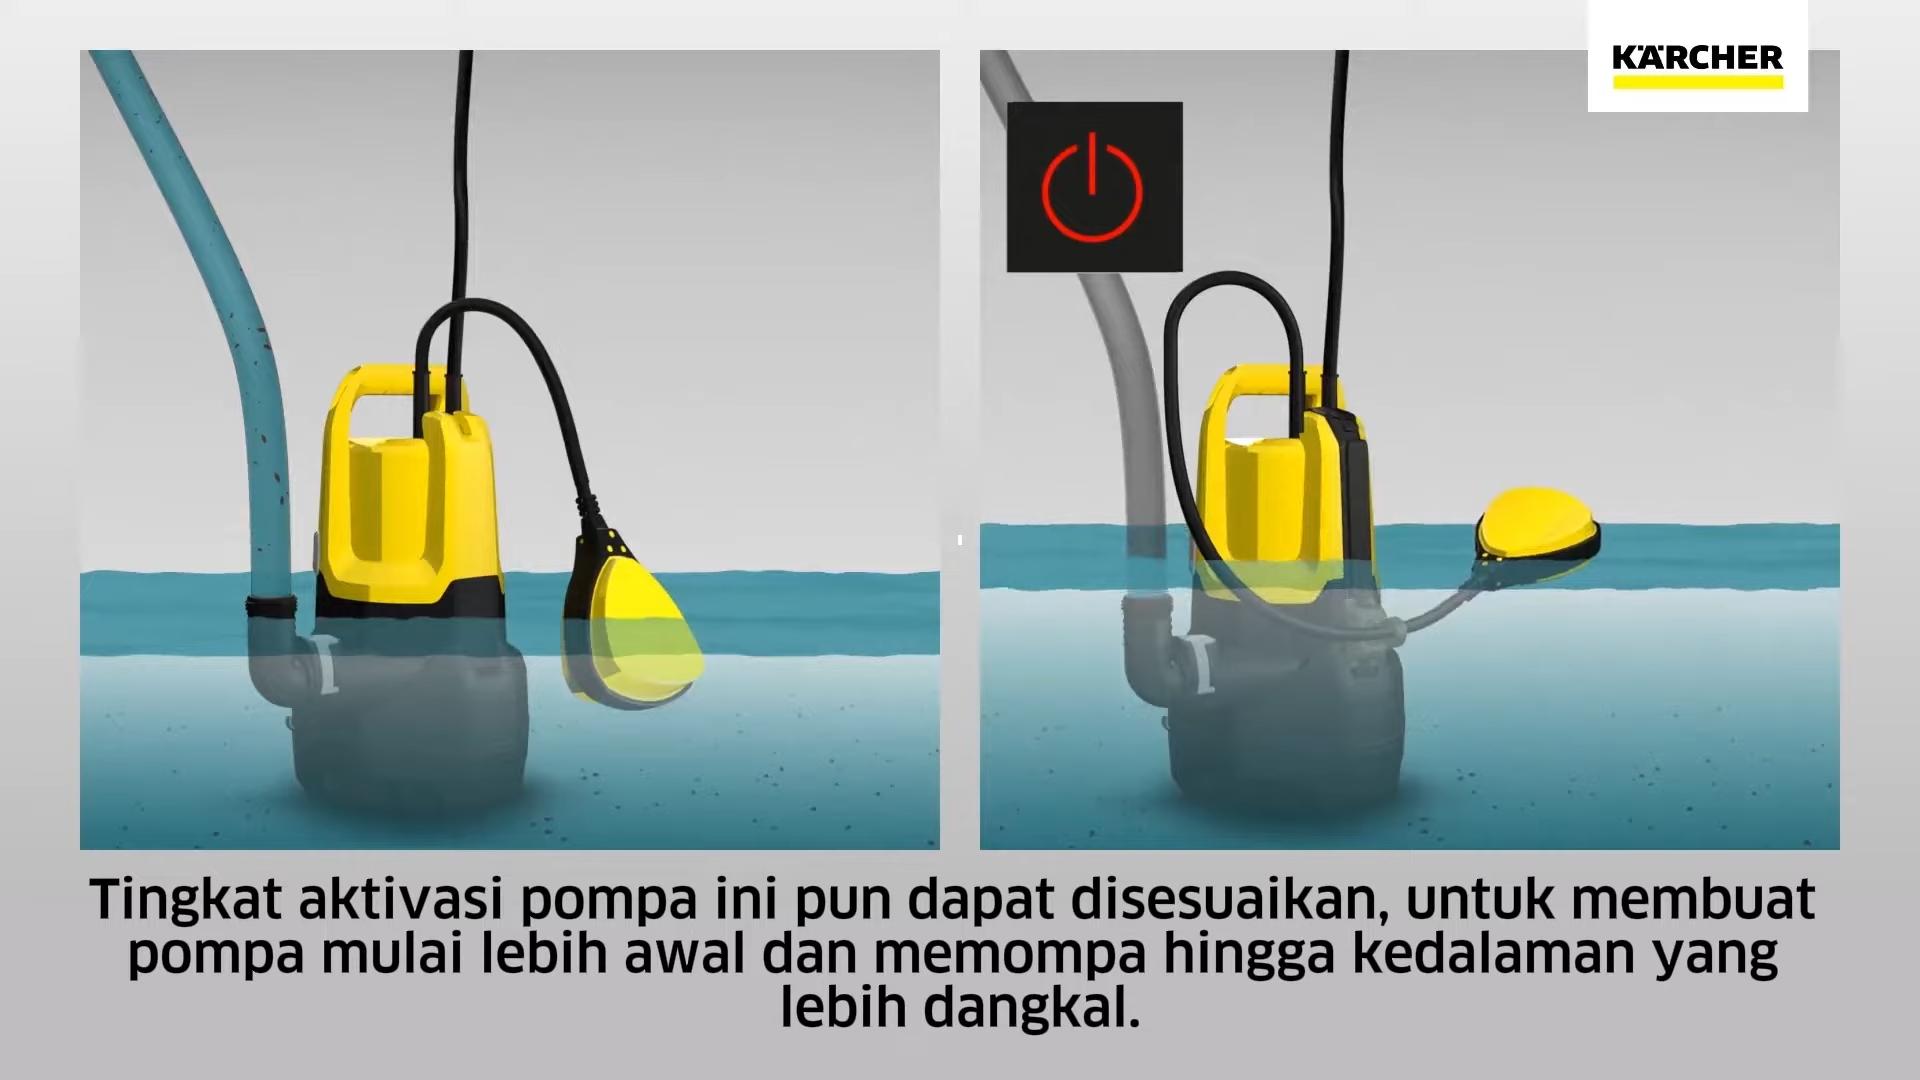 KÄRCHER
Tingkat aktivasi pompa ini pun dapat disesuaikan, untuk membuat
pompa mulai lebih awal dan memompa hingga kedalaman yang
lebih dangkal.